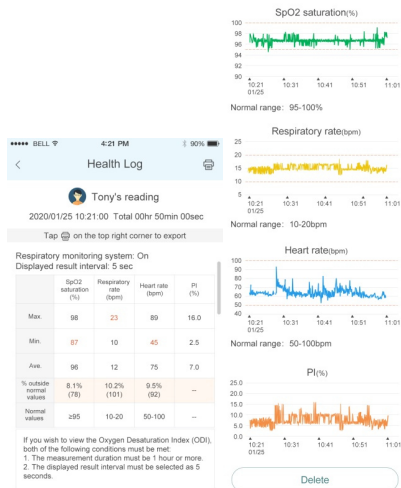 BELL
4:21 PM
90%
Health Log
Tony's reading
2020/01/25 10:21:00 Total 00hr 50min 00sec
Tap on the top right corner to export
Respiratory monitoring system: On
Displayed result interval: 5 sec
SpO2 saturation (%) Respiratory rate (bpm) Heart rate (bpm) PI (%)
Max. 98 23 89 16.0
Min. 87 10 45 2.5
Ave. 96 12 75 7.0
% outside normal values 8.1% (78) 10.2% (101) 9.5% (92) --
Normal values ≥95 10-20 50-100 --
If you wish to view the Oxygen Desaturation Index (ODI),
both of the following conditions must be met:
1. The measurement duration must be 1 hour or more.
2. The displayed result interval must be selected as 5
seconds.
SpO2 saturation(%)
100
98
96
94
92
90
10:21 10:31 10:41 10:51 11:01
01/25
Normal range: 95-100%
Respiratory rate(bpm)
25
20
15
10
5
10:21 10:31 10:41 10:51 11:01
01/25
Normal range: 10-20bpm
Heart rate(bpm)
100
90
80
70
60
50
40
10:21 10:31 10:41 10:51 11:01
01/25
Normal range: 50-100bpm
PI(%)
25.0
20.0
15.0
10.0
5.0
0.0
10:21 10:31 10:41 10:51 11:01
01/25
Delete